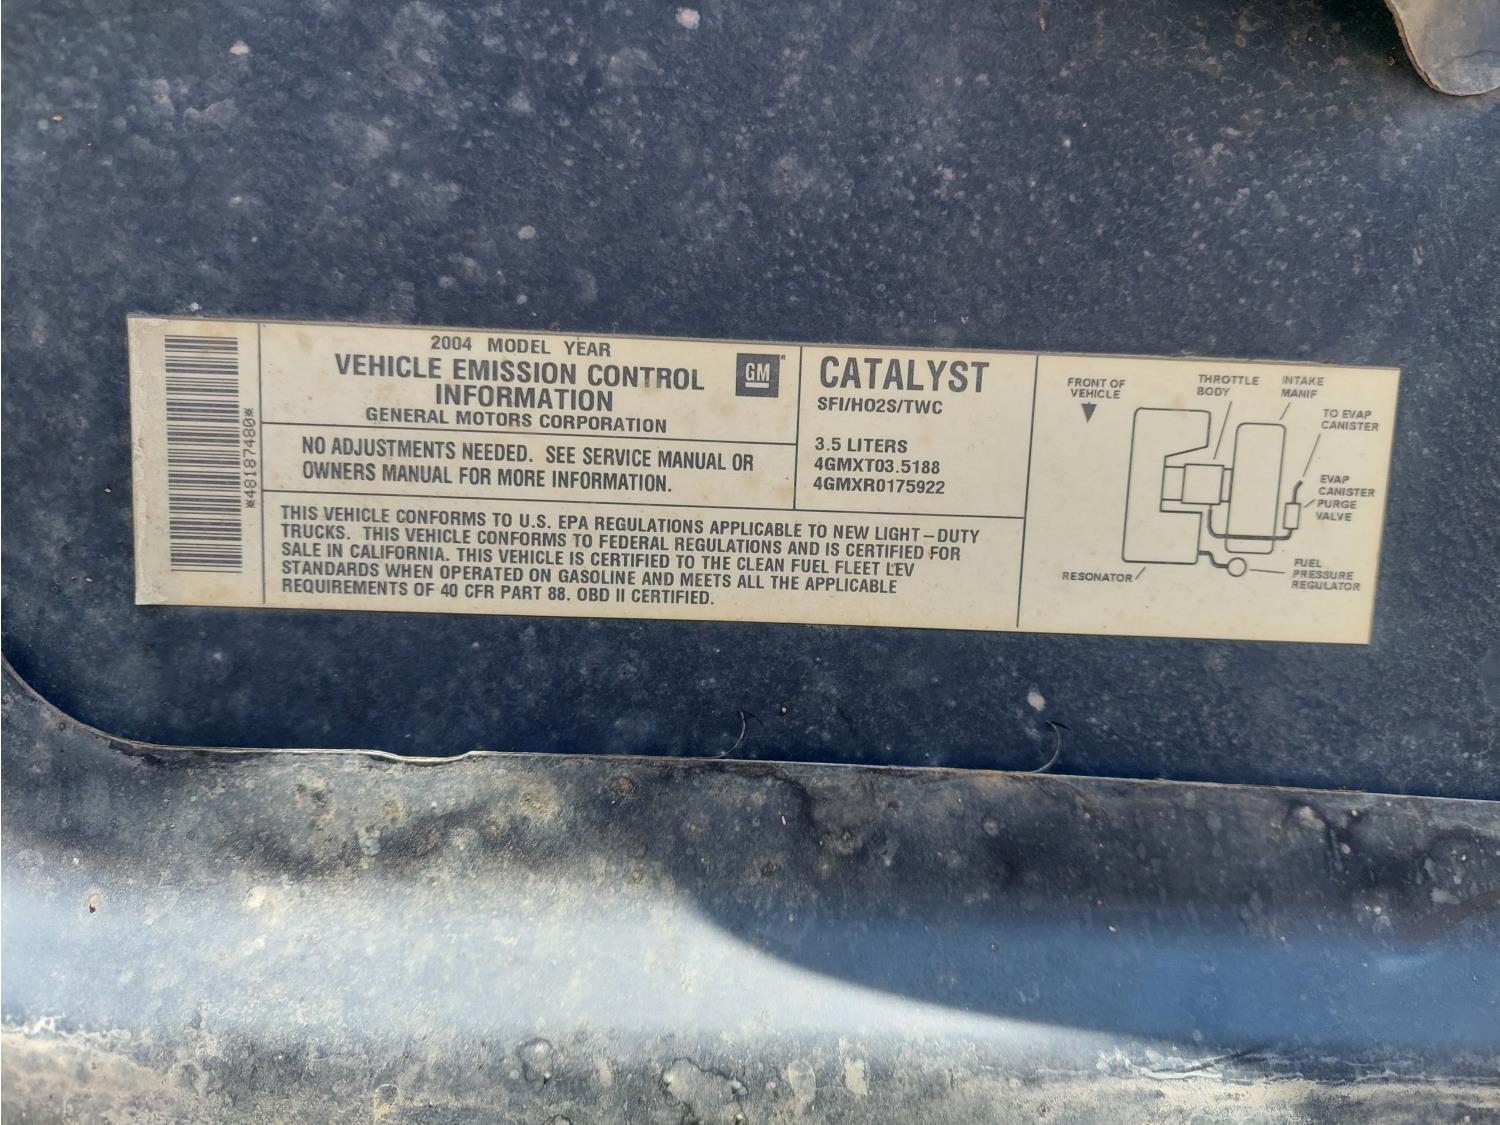 *48187480*
2004 MODEL YEAR
VEHICLE EMISSION CONTROL
INFORMATION
GENERAL MOTORS CORPORATION
GM
NO ADJUSTMENTS NEEDED. SEE SERVICE MANUAL OR
OWNERS MANUAL FOR MORE INFORMATION.
THIS VEHICLE CONFORMS TO U.S. EPA REGULATIONS APPLICABLE TO NEW LIGHT-DUTY
TRUCKS. THIS VEHICLE CONFORMS TO FEDERAL REGULATIONS AND IS CERTIFIED FOR
SALE IN CALIFORNIA. THIS VEHICLE IS CERTIFIED TO THE CLEAN FUEL FLEET LEV
STANDARDS WHEN OPERATED ON GASOLINE AND MEETS ALL THE APPLICABLE
REQUIREMENTS OF 40 CFR PART 88. OBD II CERTIFIED.
CATALYST
SFI/HO2S/TWC
3.5 LITERS
4GMXT03.5188
4GMXR0175922
FRONT OF
VEHICLE
THROTTLE
BODY
INTAKE
MANIF
TO EVAP
CANISTER
EVAP
CANISTER
PURGE
VALVE
RESONATOR
FUEL
PRESSURE
REGULATOR